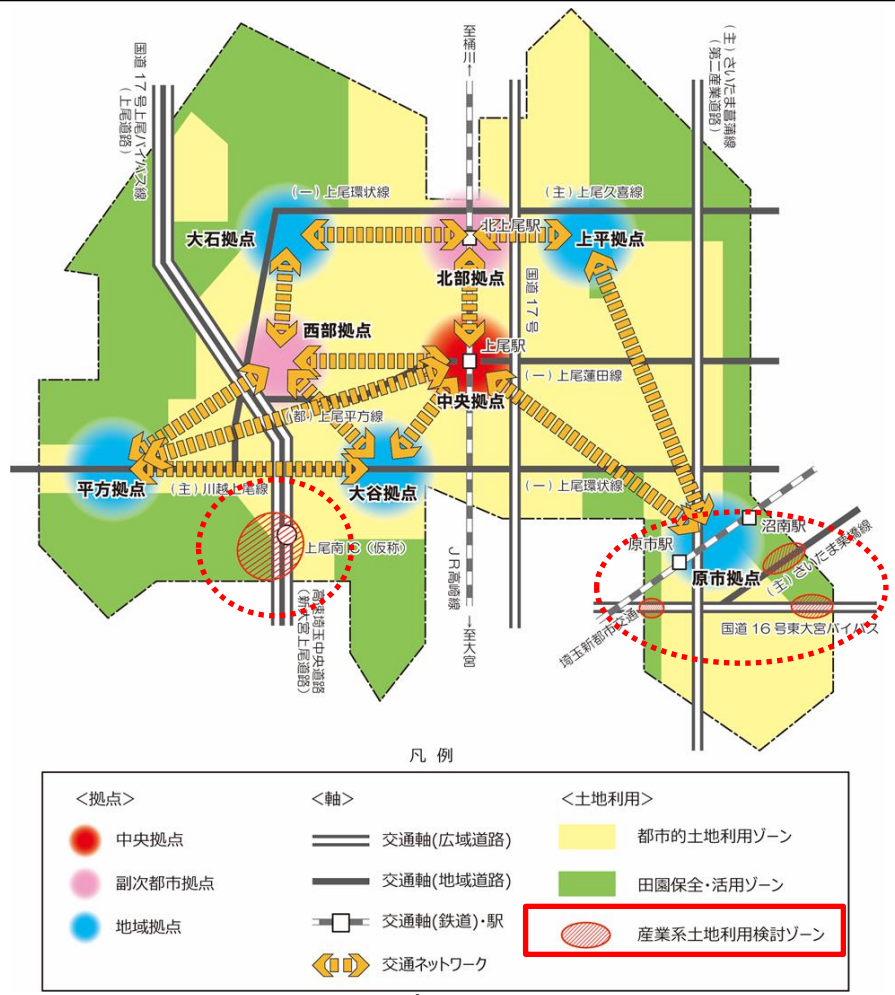 至桶川
国道17号上尾バイパス線
(上尾道路)
(主)さいたま菖蒲線
(第二産業道路)
(一)上尾環状線
(主)上尾久喜線
大石拠点
北上尾駅
上平拠点
北部拠点
国道17号
西部拠点
上尾駅
中央拠点
(一)上尾蓮田線
(都)上尾平方線
平方拠点
(主)川越上尾線
大谷拠点
(一)上尾環状線
沼南駅
原市駅
上尾南IC(仮称)
原市拠点
(主)さいたま栗橋線
JR高崎線
高速埼玉中央道路
(新大宮上尾道路)
至大宮
埼玉新都市交通
国道16号東大宮バイパス
凡 例
<拠点>
中央拠点
副次都市拠点
地域拠点
<軸>
交通軸(広域道路)
交通軸(地域道路)
交通軸(鉄道)・駅
交通ネットワーク
<土地利用>
都市的土地利用ゾーン
田園保全・活用ゾーン
産業系土地利用検討ゾーン